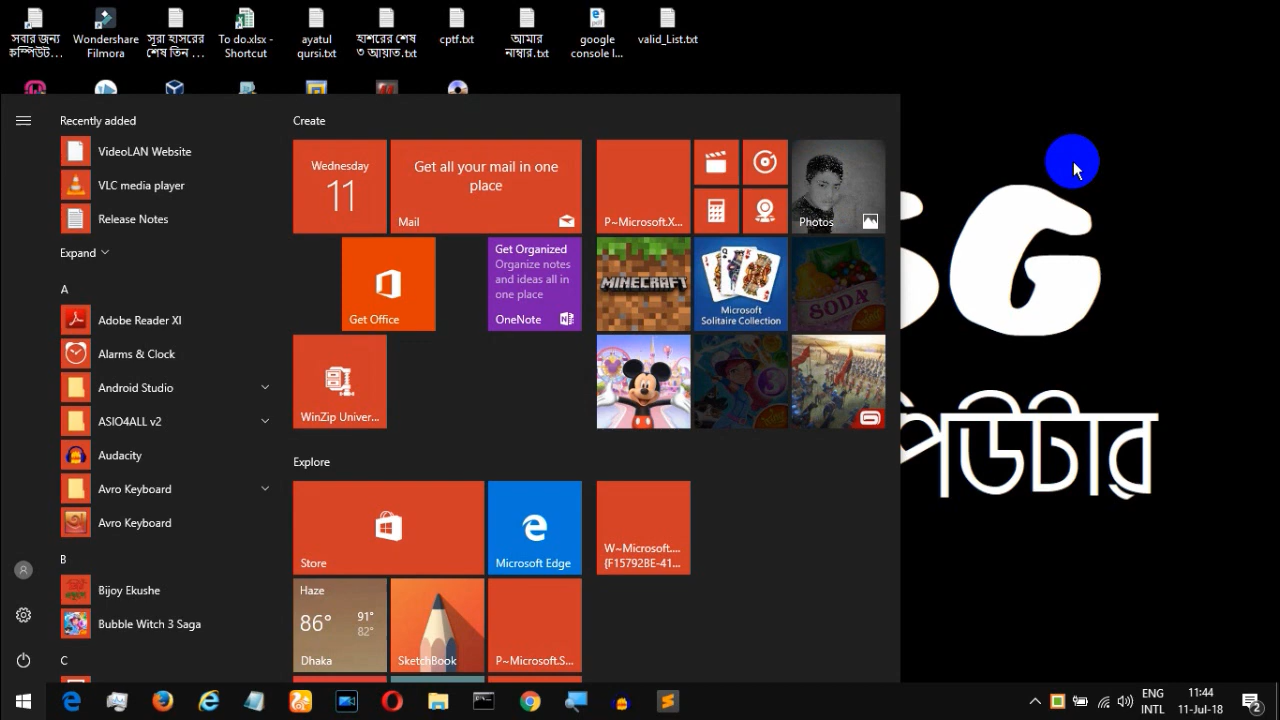 সবার জন্য
কম্পিউট...
Wondershare
Filmora
সূরা হাসরের
শেষ তিন ...
To do.xlsx -
Shortcut
ayatul
qursi.txt
হাশরের শেষ
৩ আয়াত.txt
cptf.txt
আমার
নাম্বার.txt
google
console l...
valid_List.txt
Recently added
VideoLAN Website
VLC media player
Release Notes
Expand
A
Adobe Reader XI
Alarms & Clock
Android Studio
ASIO4ALL v2
Audacity
Avro Keyboard
Avro Keyboard
B
Bijoy Ekushe
Bubble Witch 3 Saga
C
Create
Wednesday
11
Get all your mail in one
place
Mail
P~Microsoft.X...
Photos
Get Office
Get Organized
Organize notes
and ideas all in
one place
OneNote
MINECRAFT
Microsoft
Solitaire Collection
SODA
WinZip Univer...
Explore
Store
Microsoft Edge
W~Microsoft....
{F15792BE-41...
Haze
86°
91°
82°
Dhaka
SketchBook
P~Microsoft.S...
G
পিউটার
ENG
INTL
11:44
11-Jul-18
2